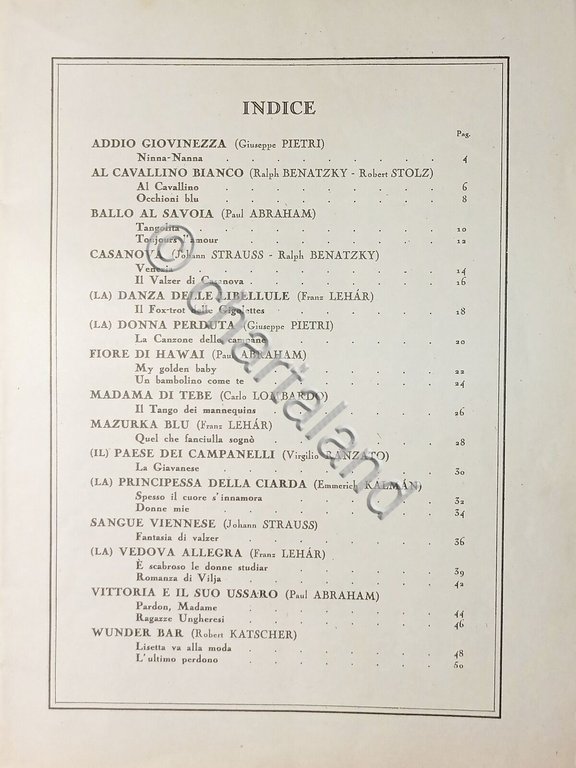 INDICE
Pag.
ADDIO GIOVINEZZA (Giuseppe PIETRI)
Ninna-Nanna . . . . . . . . 4
AL CAVALLINO BIANCO (Ralph BENATZKY - Robert STOLZ)
Al Cavallino . . . . . . . . 6
Occhioni blu . . . . . . . . 8
BALLO AL SAVOIA (Paul ABRAHAM)
Tangolita . . . . . . . . 10
Toujours l'amour . . . . . . . . 12
CASANOVA (Johann STRAUSS - Ralph BENATZKY)
Venezia . . . . . . . . 14
Il Valzer di Casanova . . . . . . . . 16
(LA) DANZA DELLE LIBELLULE (Franz LEHÁR)
Il Fox-trot delle Gigolettes . . . . . . . 18
(LA) DONNA PERDUTA (Giuseppe PIETRI)
La Canzone delle campane . . . . . . . 20
FIORE DI HAWAI (Paul ABRAHAM)
My golden baby . . . . . . . . 22
Un bambolino come te . . . . . . . . 24
MADAMA DI TEBE (Carlo LOMBARDO)
Il Tango dei mannequins . . . . . . . 26
MAZURKA BLU (Franz LEHÁR)
Quel che fanciulla sognò . . . . . . . 28
(IL) PAESE DEI CAMPANELLI (Virgilio RANZATO)
La Giavanese . . . . . . . . 30
(LA) PRINCIPESSA DELLA CIARDA (Emmerich KALMÁN)
Spesso il cuore s'innamora . . . . . . . 32
Donne mie . . . . . . . . 34
SANGUE VIENNESE (Johann STRAUSS)
Fantasia di valzer . . . . . . . . 36
(LA) VEDOVA ALLEGRA (Franz LEHÁR)
È scabroso le donne studiar . . . . . . . 39
Romanza di Vilja . . . . . . . . 42
VITTORIA E IL SUO USSARO (Paul ABRAHAM)
Pardon, Madame . . . . . . . . 44
Ragazze Ungheresi . . . . . . . . 46
WUNDER BAR (Robert KATSCHER)
Lisetta va alla moda . . . . . . . . 48
L'ultimo perdono . . . . . . . . 50
© chartaland